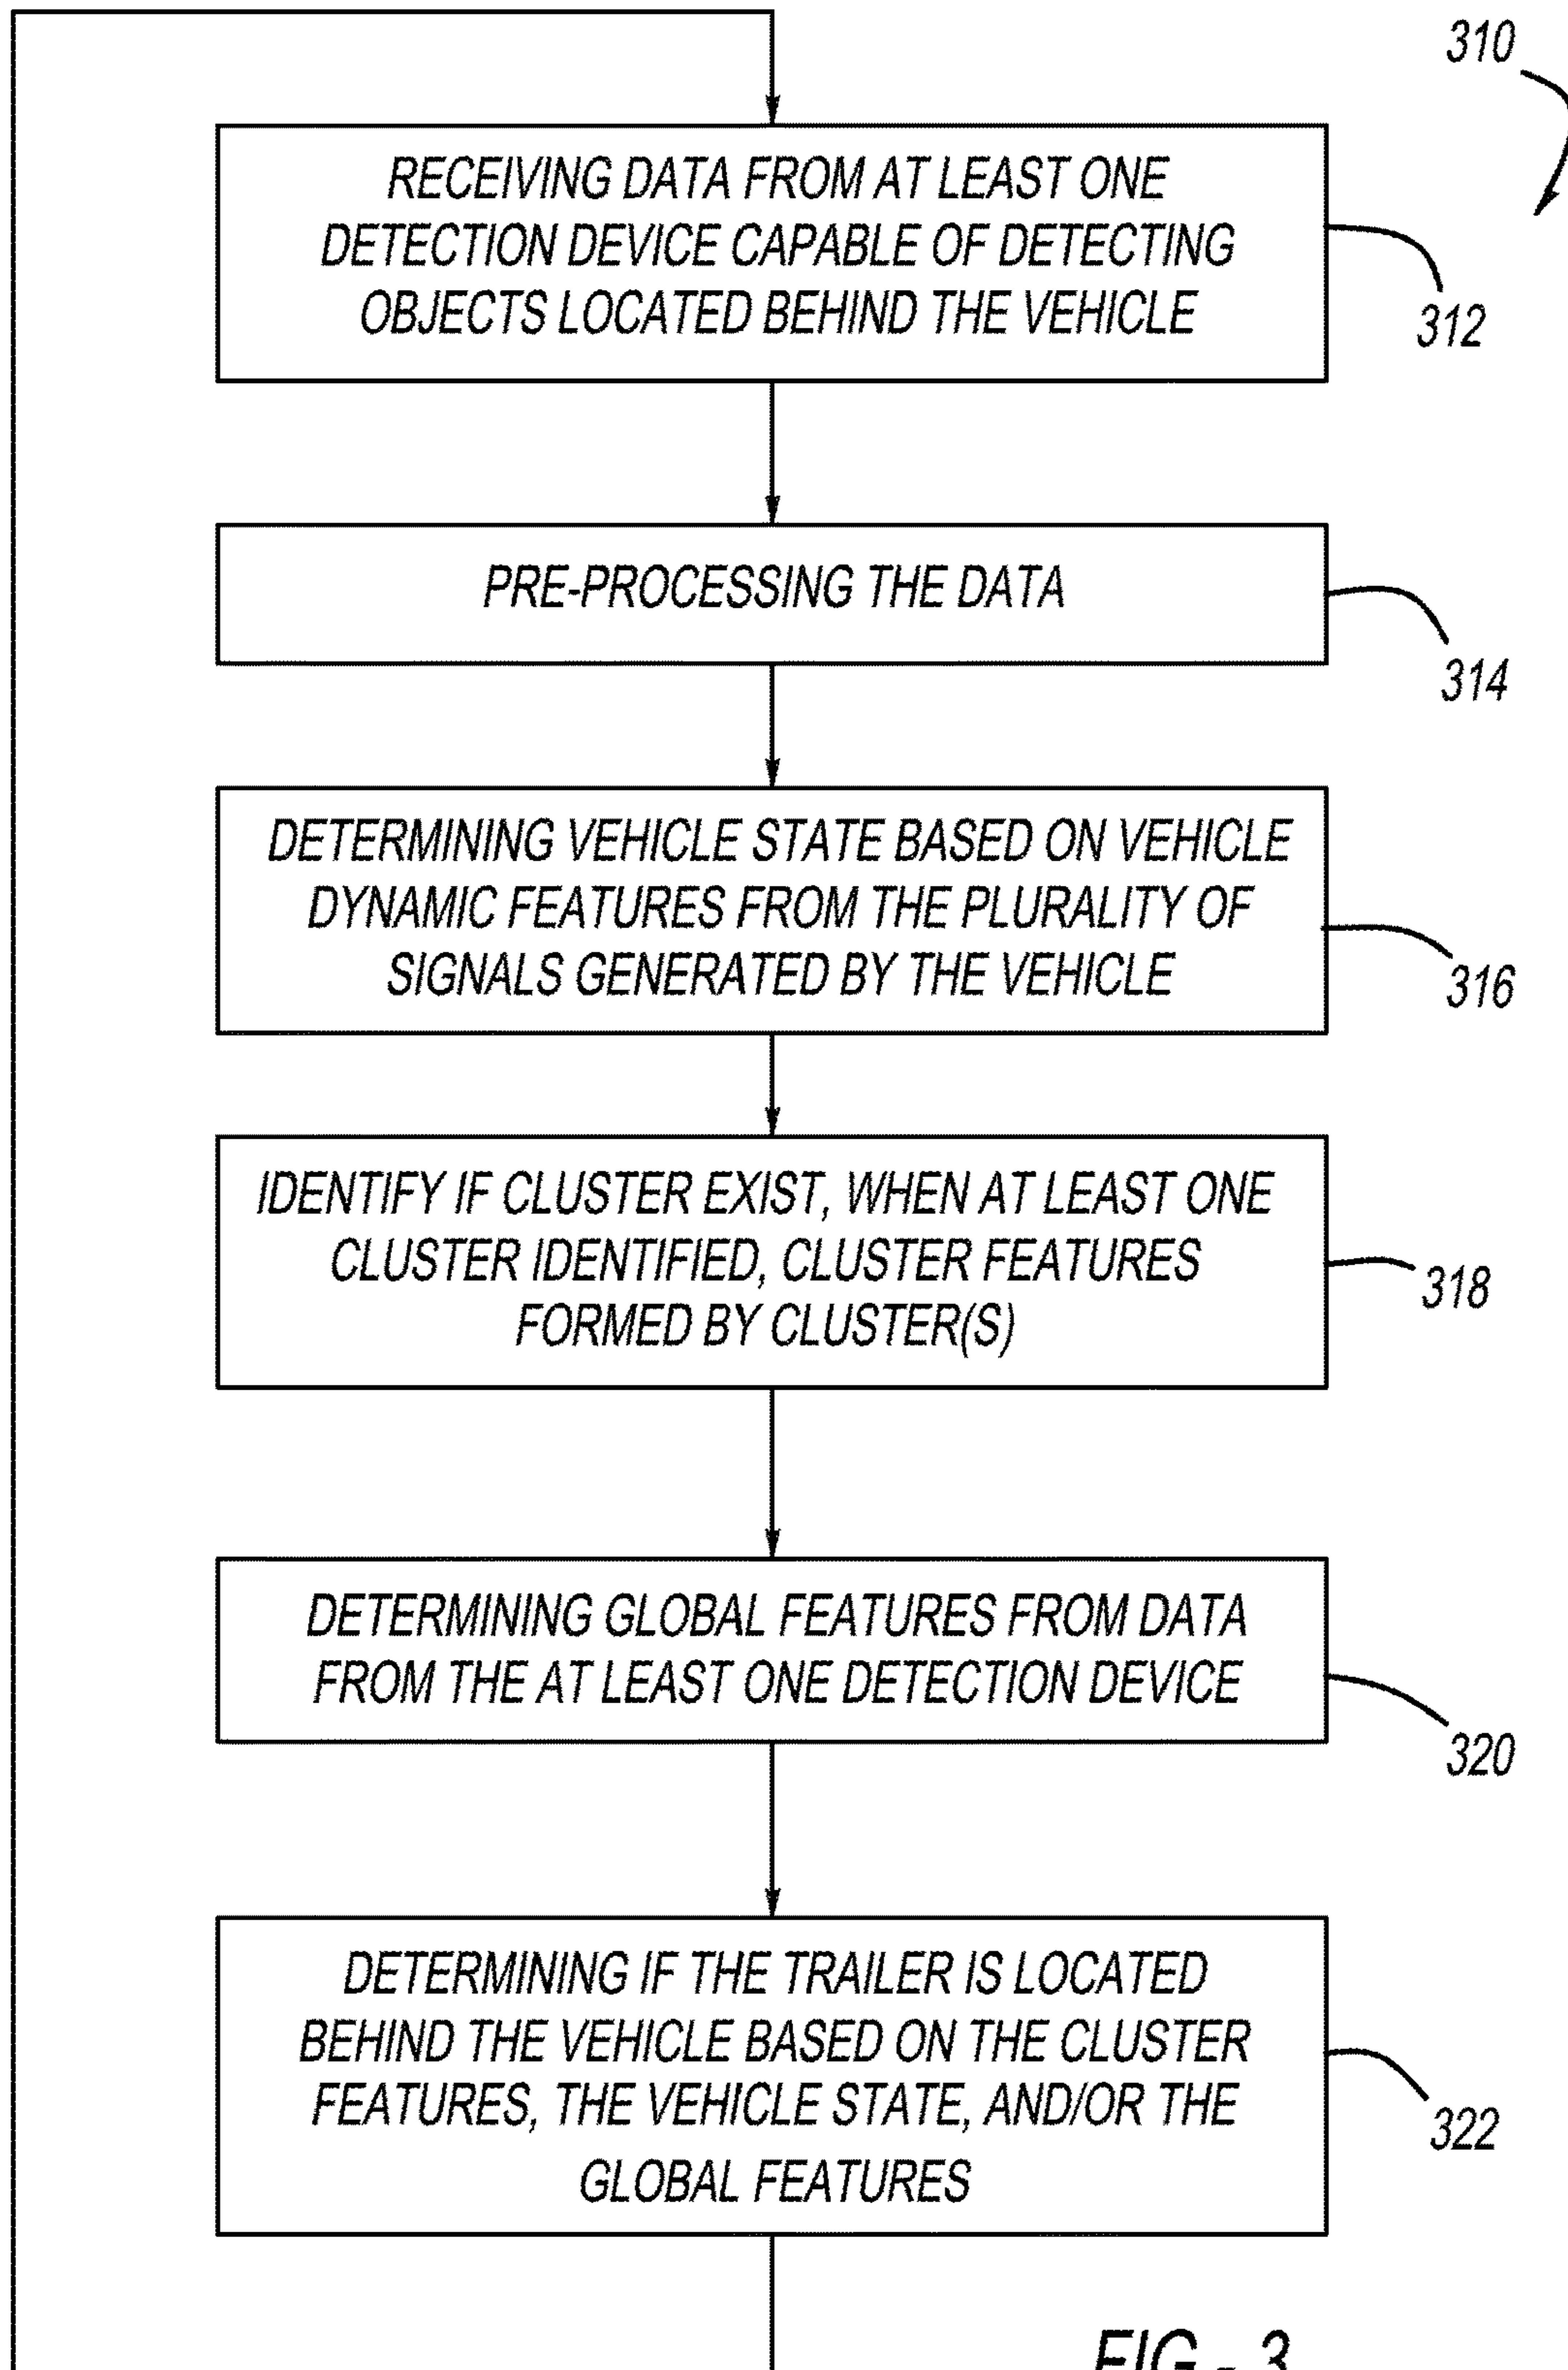 310
RECEIVING DATA FROM AT LEAST ONE
DETECTION DEVICE CAPABLE OF DETECTING
OBJECTS LOCATED BEHIND THE VEHICLE
312
PRE-PROCESSING THE DATA
314
DETERMINING VEHICLE STATE BASED ON VEHICLE
DYNAMIC FEATURES FROM THE PLURALITY OF
SIGNALS GENERATED BY THE VEHICLE
316
IDENTIFY IF CLUSTER EXIST, WHEN AT LEAST ONE
CLUSTER IDENTIFIED, CLUSTER FEATURES
FORMED BY CLUSTER(S)
318
DETERMINING GLOBAL FEATURES FROM DATA
FROM THE AT LEAST ONE DETECTION DEVICE
320
DETERMINING IF THE TRAILER IS LOCATED
BEHIND THE VEHICLE BASED ON THE CLUSTER
FEATURES, THE VEHICLE STATE, AND/OR THE
GLOBAL FEATURES
322
FIG - 3